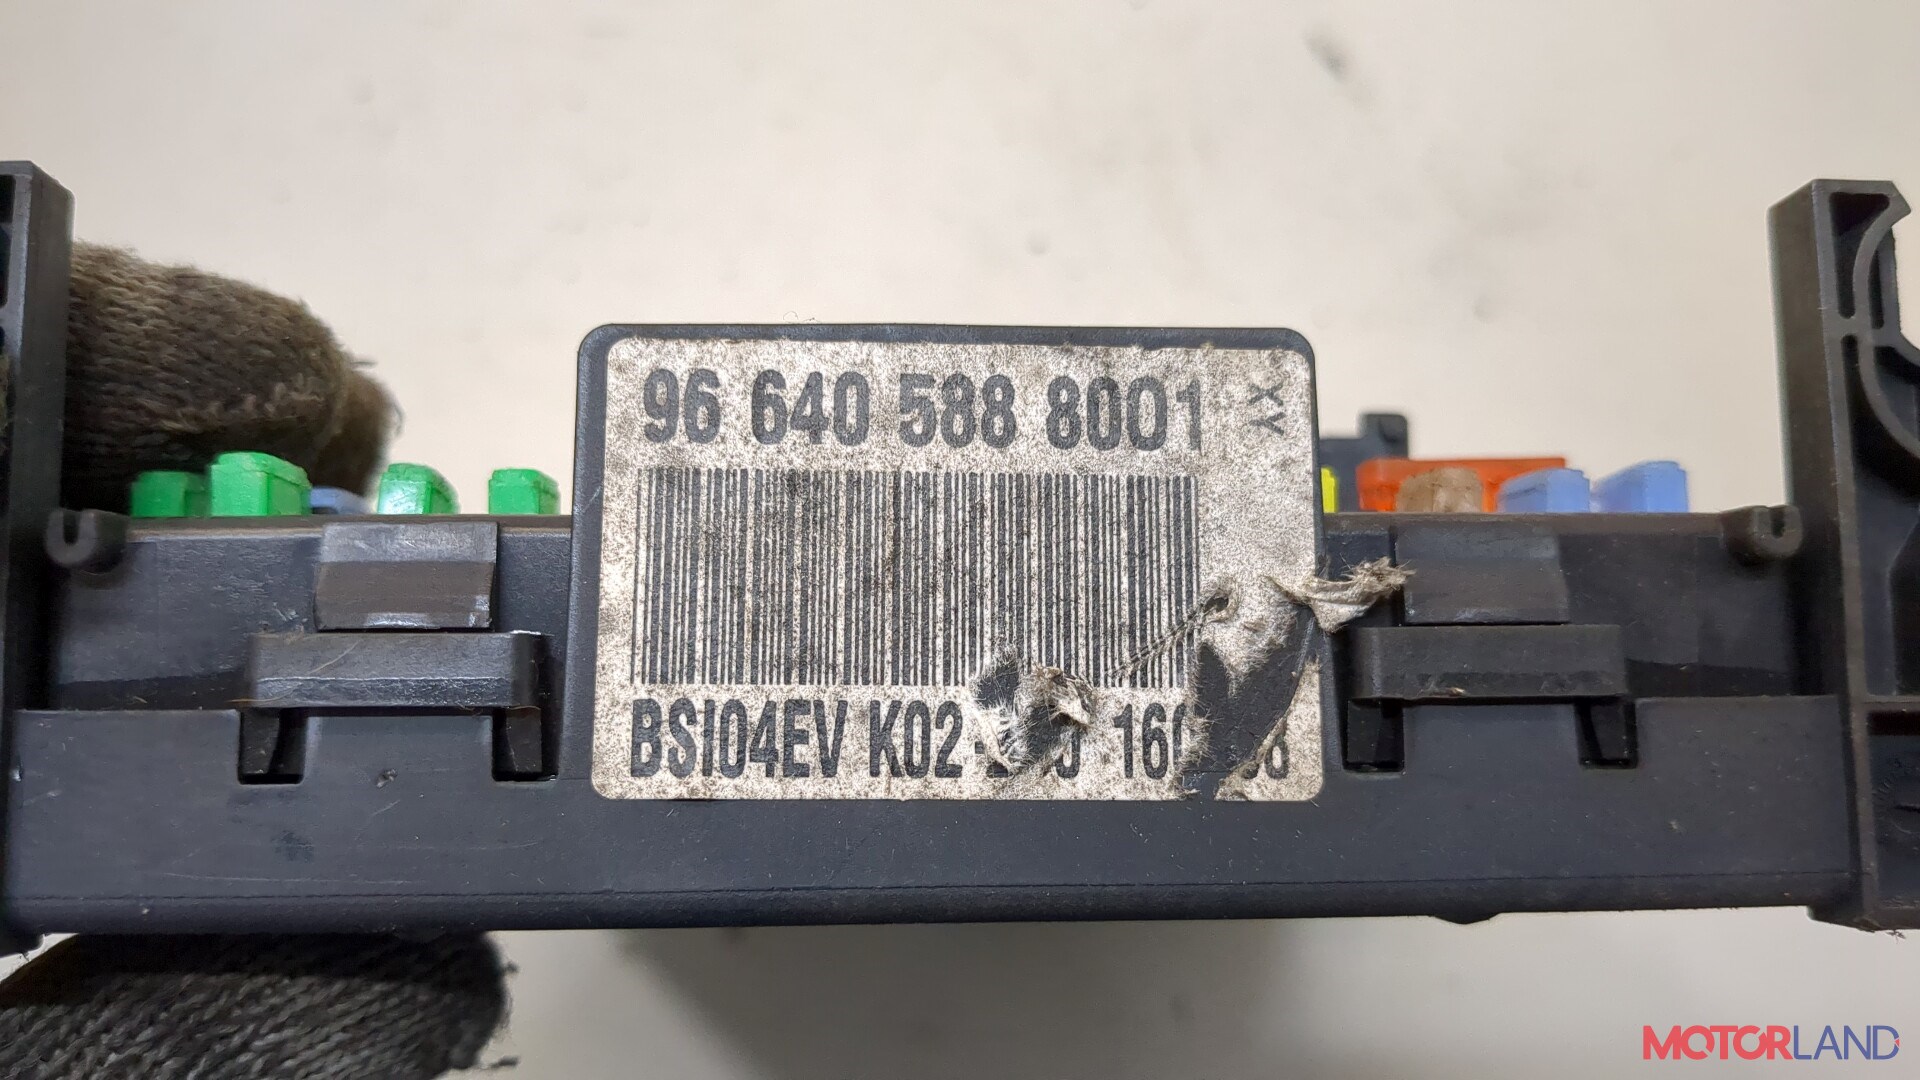 96 640 588 8001
XY
BSI04EV K02
MOTORLAND